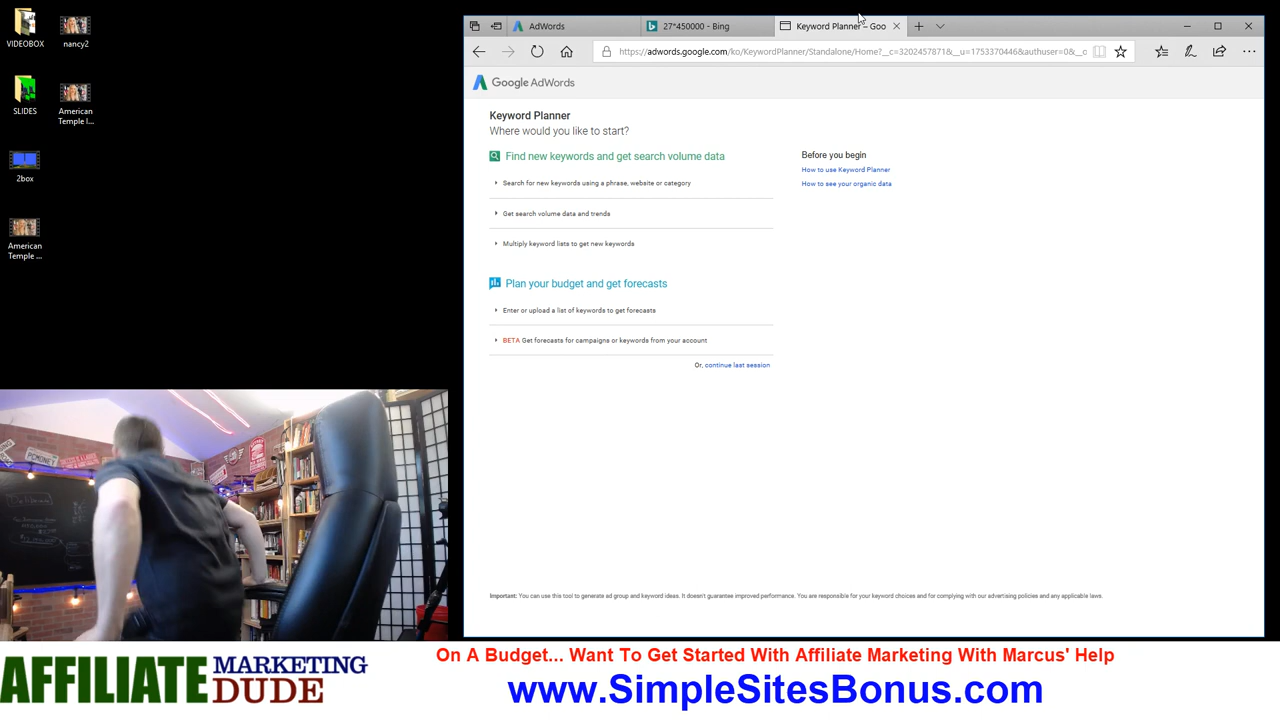 VIDEOBOX
nancy2
SLIDES
American
Temple I...
2box
American
Temple ...
AdWords
27*450000 - Bing
Keyword Planner – Goo
https://adwords.google.com/ko/KeywordPlanner/Standalone/Home?__c=3202457871&__u=1753370446&authuser=0&__o
Google AdWords
Keyword Planner
Where would you like to start?
Find new keywords and get search volume data
Search for new keywords using a phrase, website or category
Get search volume data and trends
Multiply keyword lists to get new keywords
Plan your budget and get forecasts
Enter or upload a list of keywords to get forecasts
BETA Get forecasts for campaigns or keywords from your account
Or, continue last session
Before you begin
How to use Keyword Planner
How to see your organic data
Important: You can use this tool to generate ad group and keyword ideas. It doesn't guarantee improved performance. You are responsible for your keyword choices and for complying with our advertising policies and any applicable laws.
AFFILIATE MARKETING DUDE
On A Budget... Want To Get Started With Affiliate Marketing With Marcus' Help
www.SimpleSitesBonus.com